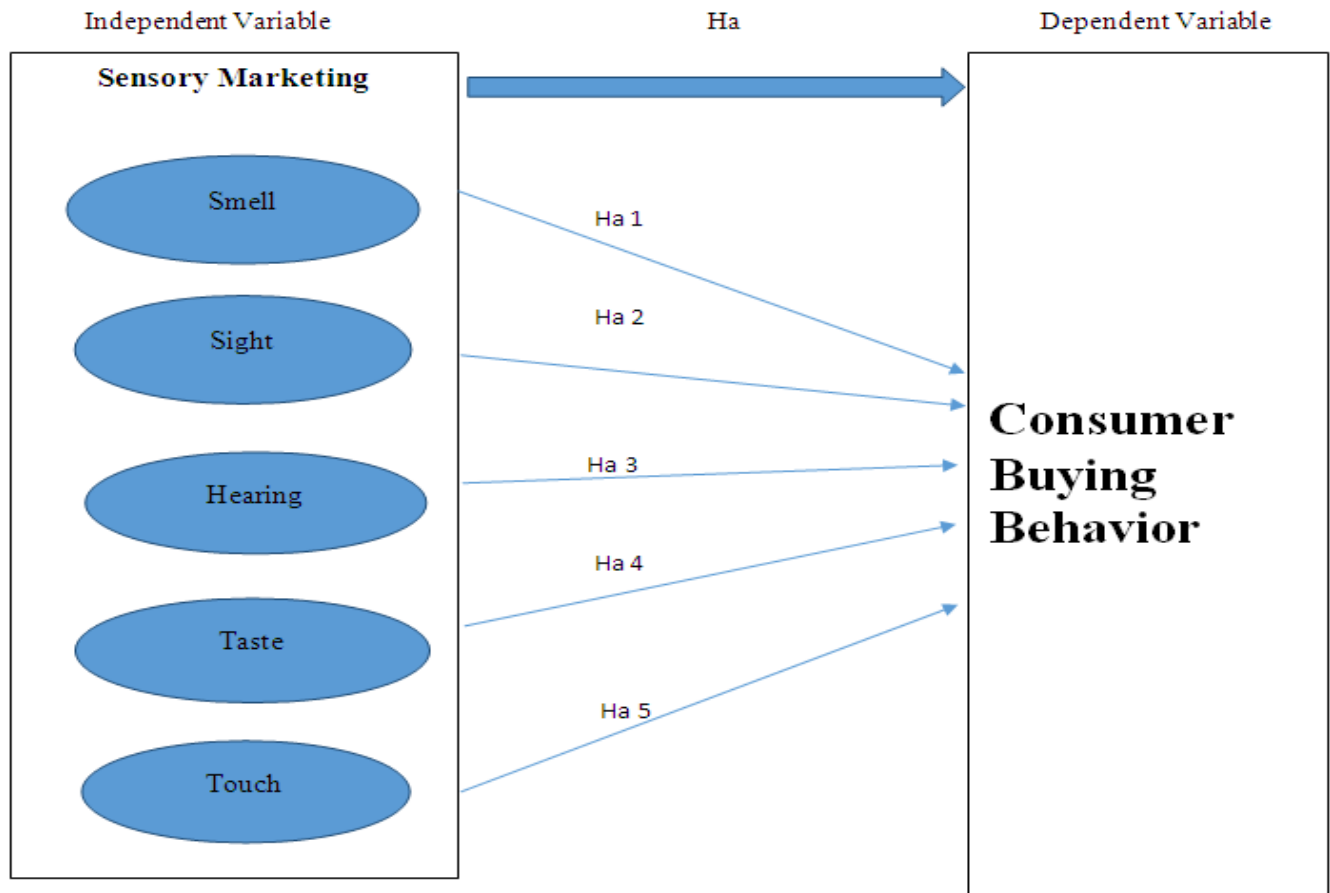 Independent Variable
Ha
Dependent Variable
Sensory Marketing
Smell
Ha 1
Sight
Ha 2
Hearing
Ha 3
Taste
Ha 4
Touch
Ha 5
Consumer
Buying
Behavior